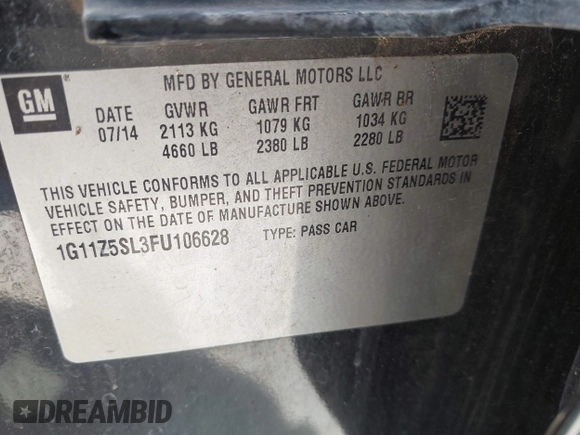 GM
MFD BY GENERAL MOTORS LLC
DATE GVWR GAWR FRT GAWR RR
07/14 2113 KG 1079 KG 1034 KG
4660 LB 2380 LB 2280 LB
THIS VEHICLE CONFORMS TO ALL APPLICABLE U.S. FEDERAL MOTOR
VEHICLE SAFETY, BUMPER, AND THEFT PREVENTION STANDARDS IN
EFFECT ON THE DATE OF MANUFACTURE SHOWN ABOVE.
1G11Z5SL3FU106628 TYPE: PASS CAR
DREAMBID